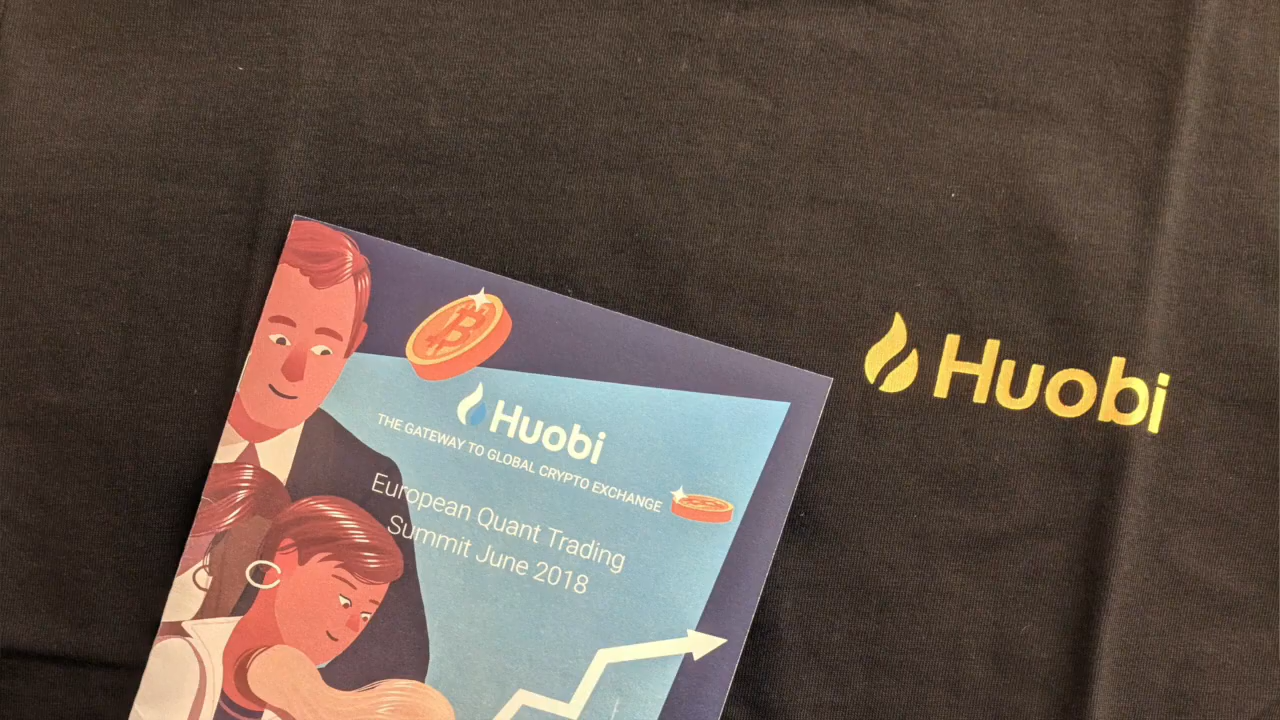 Huobi
THE GATEWAY TO GLOBAL CRYPTO EXCHANGE
European Quant Trading
Summit June 2018
Huobi